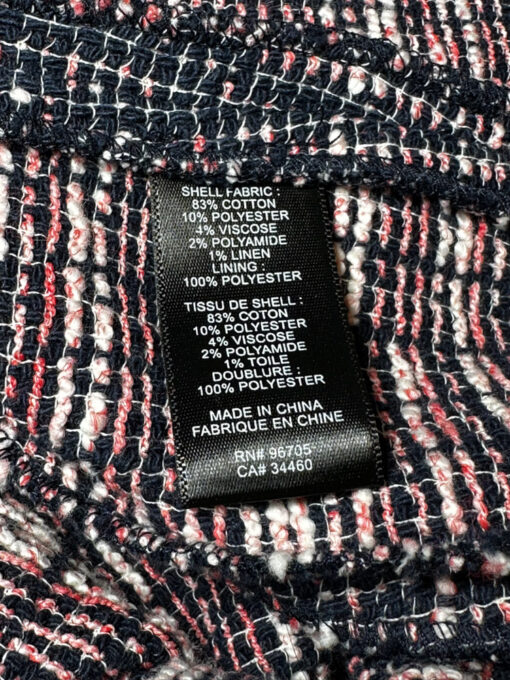 SHELL FABRIC :
83% COTTON
10% POLYESTER
4% VISCOSE
2% POLYAMIDE
1% LINEN
LINING :
100% POLYESTER
TISSU DE SHELL :
83% COTON
10% POLYESTER
4% VISCOSE
2% POLYAMIDE
1% TOILE
DOUBLURE :
100% POLYESTER
MADE IN CHINA
FABRIQUE EN CHINE
RN# 96705
CA# 34460